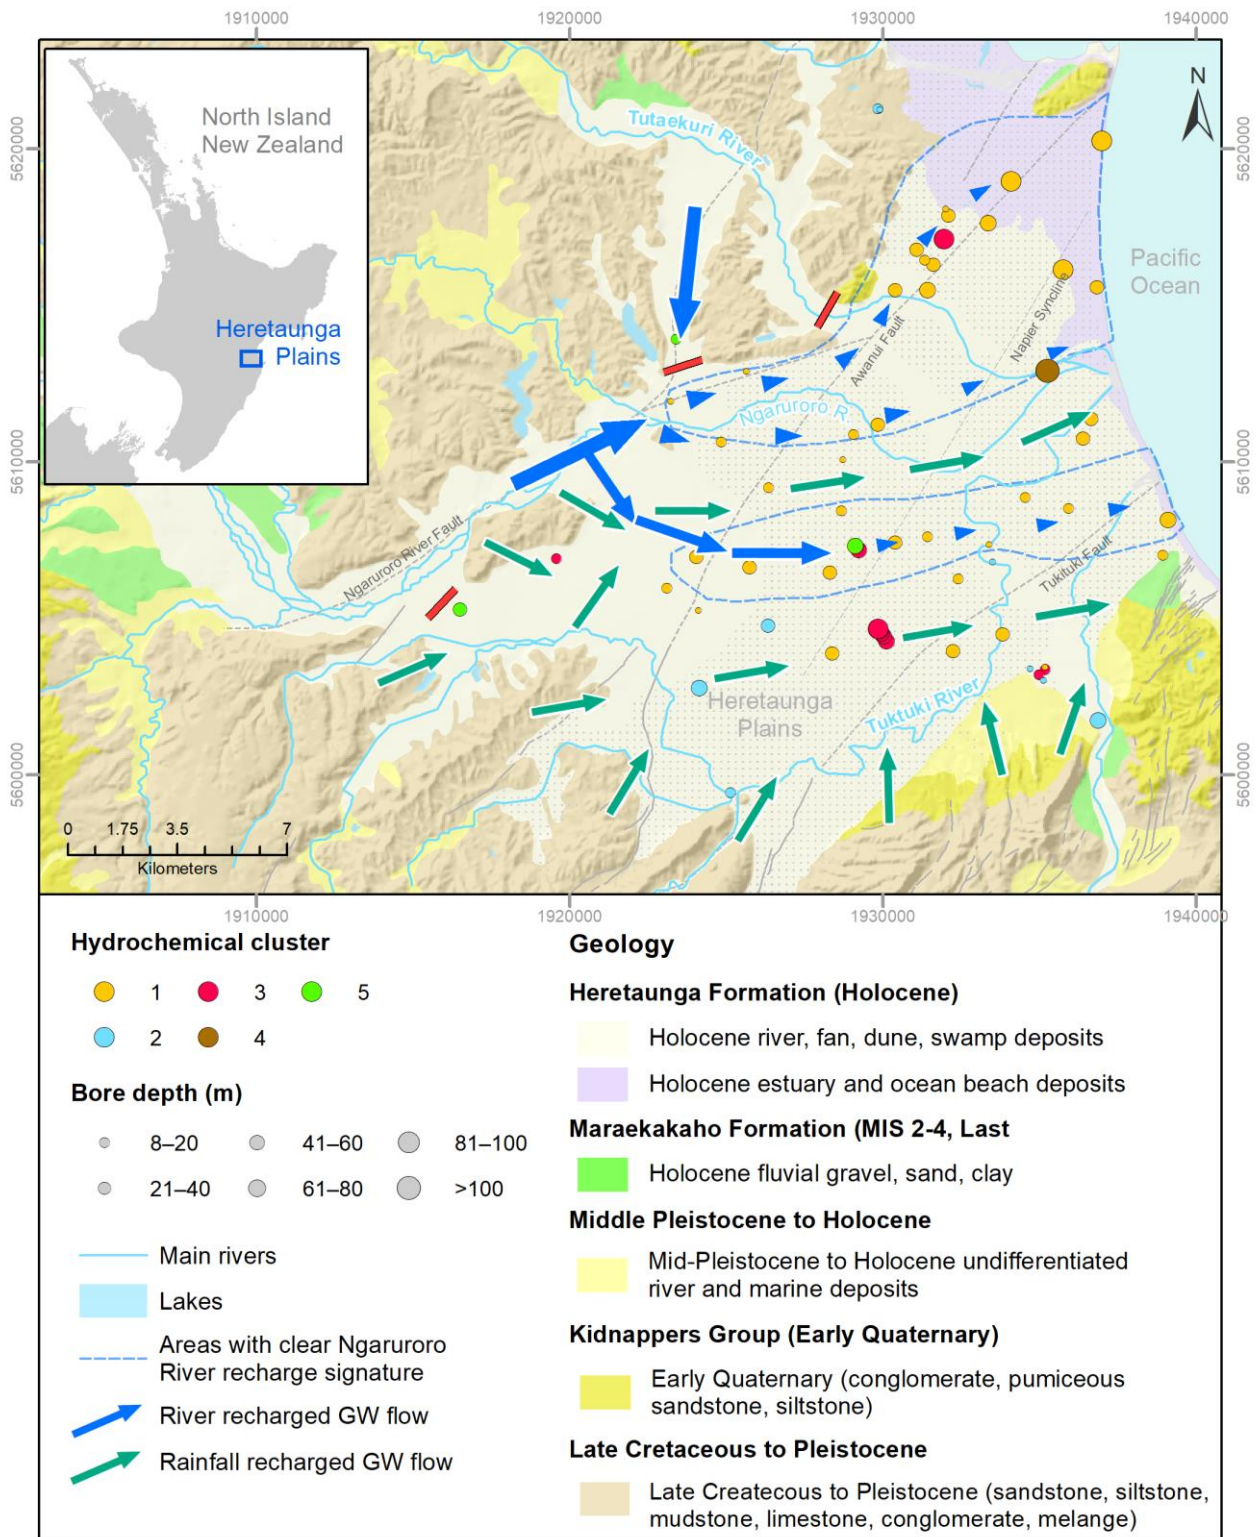 1910000
1920000
1930000
1940000
North Island
New Zealand
Heretaunga
Plains
N
Tutaekuri River
5620000
5620000
Pacific
Ocean
Napier Syncline
Awanui Fault
Ngaruroro R.
5610000
5610000
Ngaruroro River Fault
Tukituki Fault
Heretaunga
Plains
Tuktuki River
5600000
5600000
0 1.75 3.5 7
Kilometers
1910000
1920000
1930000
1940000
Hydrochemical cluster
1 3 5
2 4
Bore depth (m)
8–20 41–60 81–100
21–40 61–80 >100
Main rivers
Lakes
Areas with clear Ngaruroro
River recharge signature
River recharged GW flow
Rainfall recharged GW flow
Geology
Heretaunga Formation (Holocene)
Holocene river, fan, dune, swamp deposits
Holocene estuary and ocean beach deposits
Maraekakaho Formation (MIS 2-4, Last
Holocene fluvial gravel, sand, clay
Middle Pleistocene to Holocene
Mid-Pleistocene to Holocene undifferentiated
river and marine deposits
Kidnappers Group (Early Quaternary)
Early Quaternary (conglomerate, pumiceous
sandstone, siltstone)
Late Cretaceous to Pleistocene
Late Createcous to Pleistocene (sandstone, siltstone,
mudstone, limestone, conglomerate, melange)